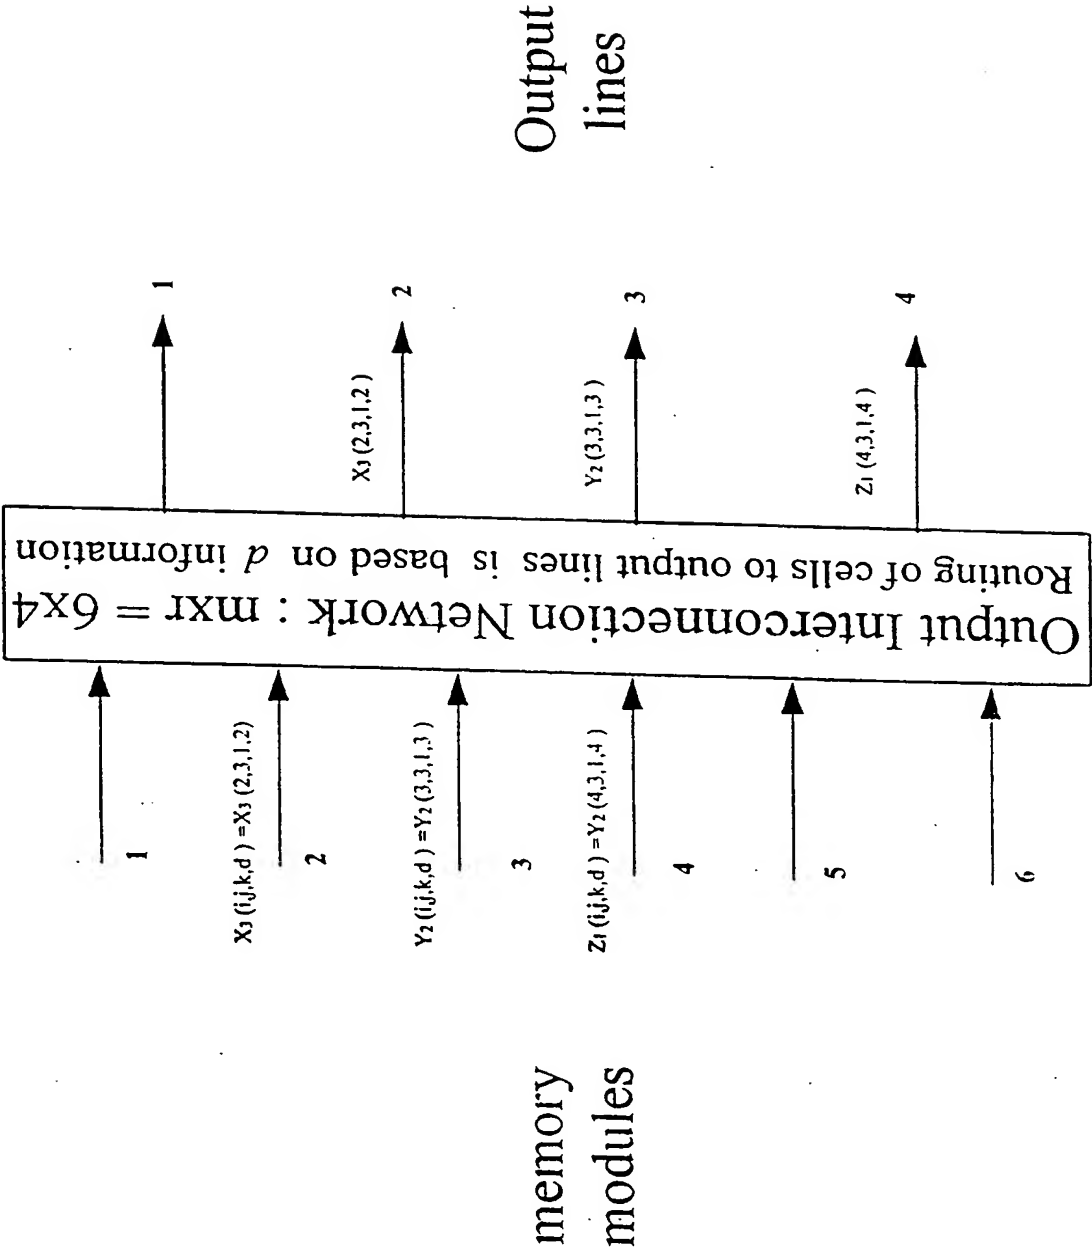 memory
modules
1
X3 (i,j,k,d ) =X3 (2,3,1,2)
2
Y2 (i,j,k,d ) =Y2 (3,3,1,3 )
3
Z1 (i,j,k,d ) =Y2 (4,3,1,4 )
4
5
6
Output Interconnection Network : mxr = 6x4
Routing of cells to output lines is based on d information
1
X3 (2,3,1,2 )
2
Y2 (3,3,1,3 )
3
Z1 (4,3,1,4 )
4
Output
lines